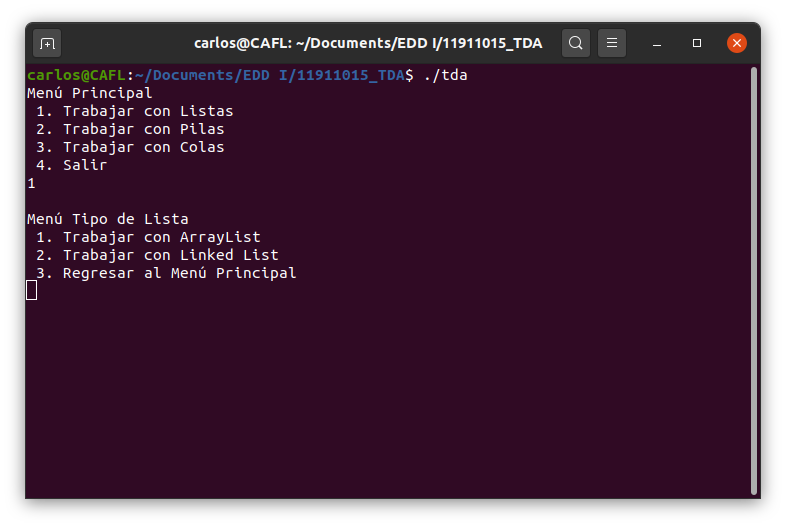 carlos@CAFL: ~/Documents/EDD I/11911015_TDA
carlos@CAFL:~/Documents/EDD I/11911015_TDA$ ./tda
Menú Principal
 1. Trabajar con Listas
 2. Trabajar con Pilas
 3. Trabajar con Colas
 4. Salir
1

Menú Tipo de Lista
 1. Trabajar con ArrayList
 2. Trabajar con Linked List
 3. Regresar al Menú Principal